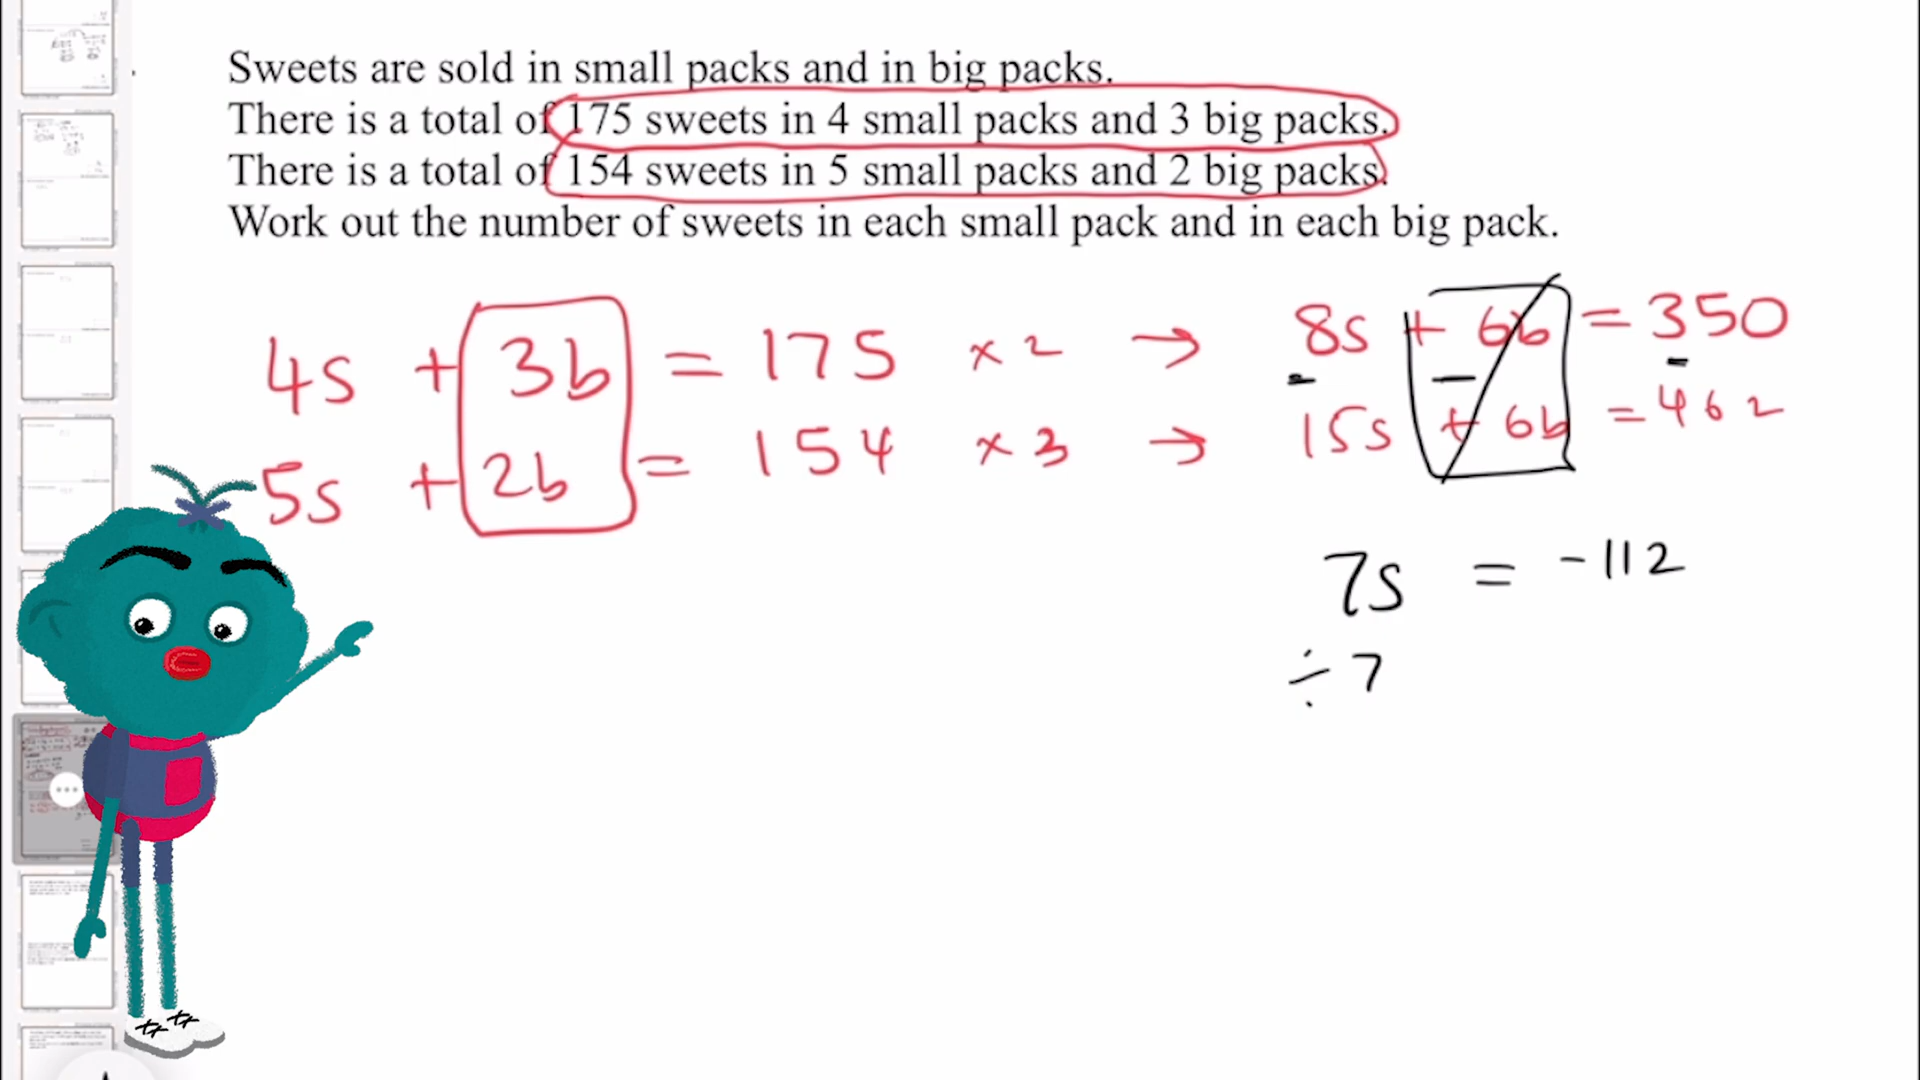 Sweets are sold in small packs and in big packs.
There is a total of 175 sweets in 4 small packs and 3 big packs.
There is a total of 154 sweets in 5 small packs and 2 big packs.
Work out the number of sweets in each small pack and in each big pack.
4s + 3b = 175 × 2 → 8s + 6b = 350
- - -
5s + 2b = 154 × 3 → 15s + 6b = 462
7s = -112
÷ 7